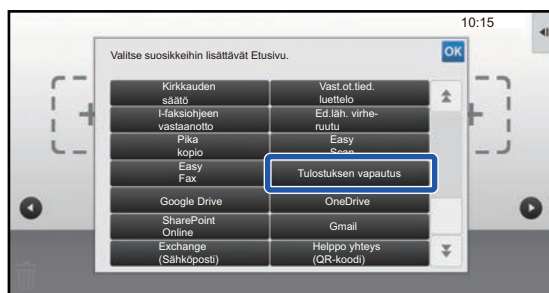 10:15
Valitse suosikkeihin lisättävät Etusivu.
OK
Kirkkauden
säätö
Vast.ot.tied.
luettelo
I-faksiohjeen
vastaanotto
Ed.läh. virhe-
ruutu
Pika
kopio
Easy
Scan
Easy
Fax
Tulostuksen vapautus
Google Drive
OneDrive
SharePoint
Online
Gmail
Exchange
(Sähköposti)
Helppo yhteys
(QR-koodi)